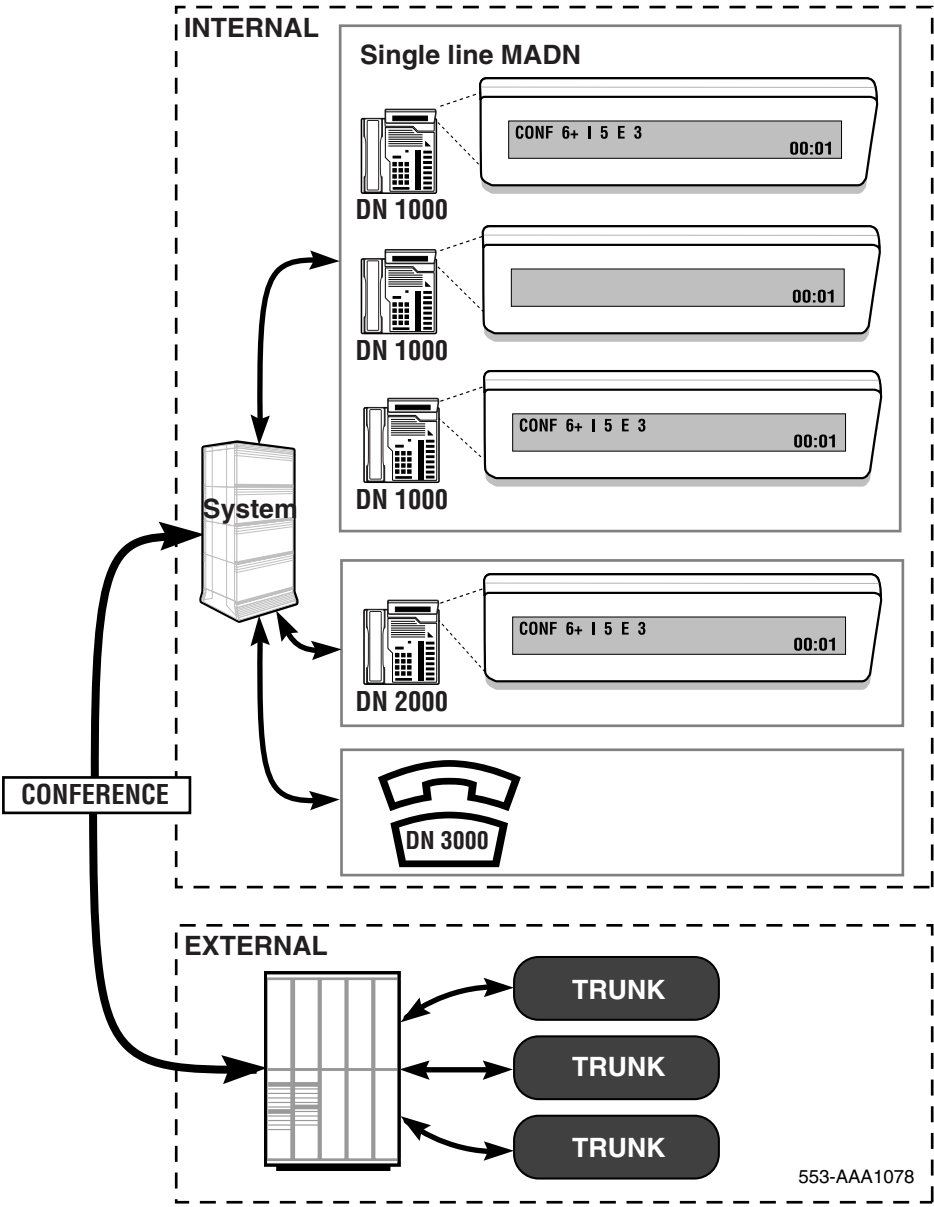 INTERNAL
Single line MADN
CONF 6+ I 5 E 3
00:01
DN 1000
00:01
DN 1000
CONF 6+ I 5 E 3
00:01
DN 1000
System
CONF 6+ I 5 E 3
00:01
DN 2000
CONFERENCE
DN 3000
EXTERNAL
TRUNK
TRUNK
TRUNK
553-AAA1078